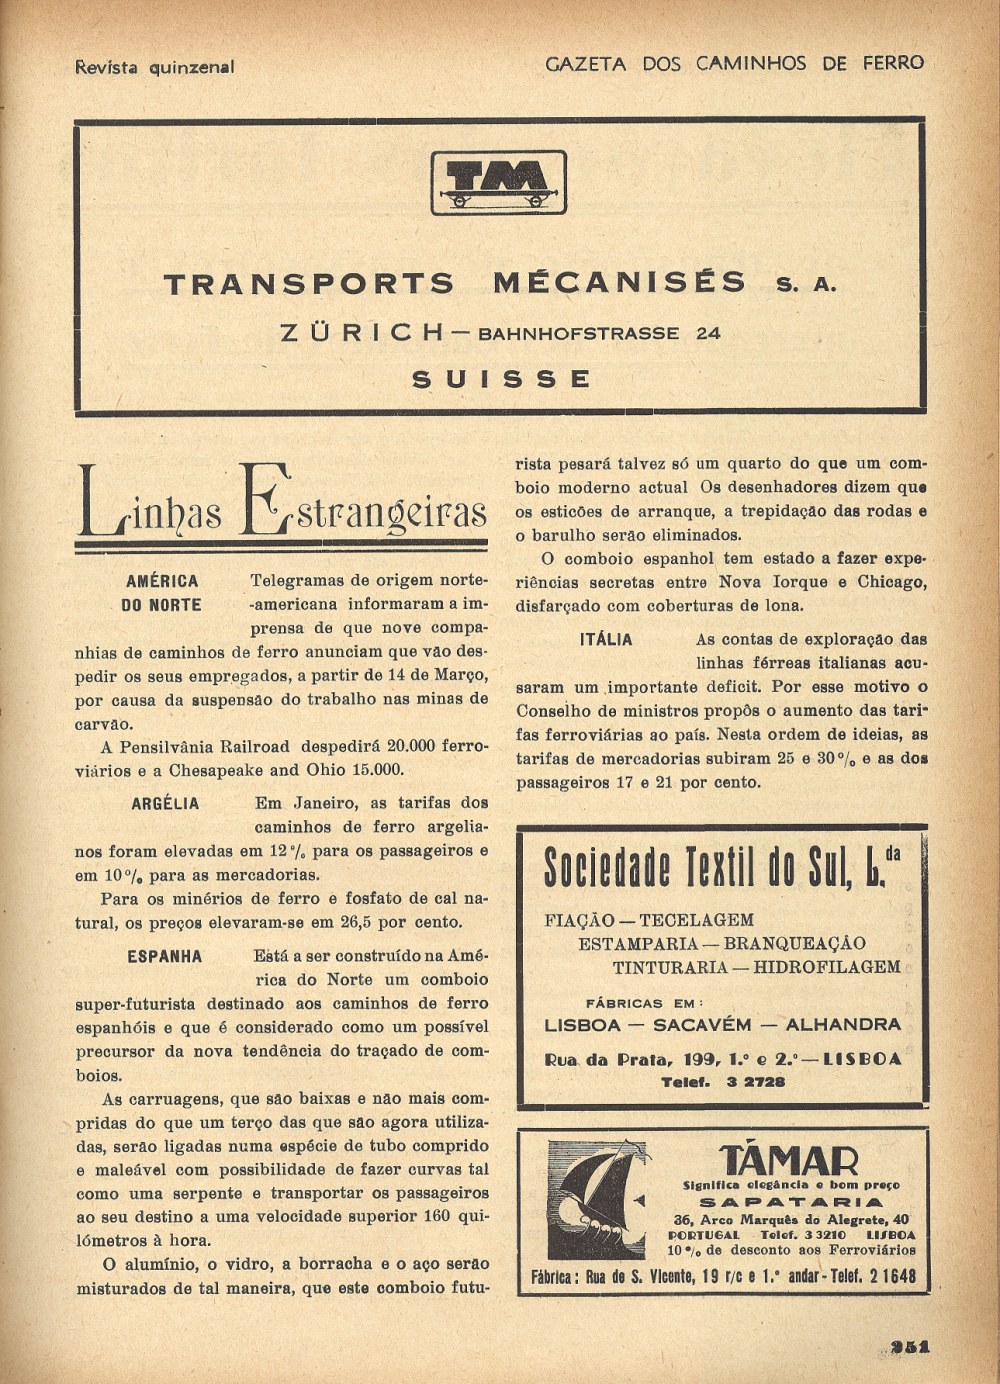 Revista quinzenal
GAZETA DOS CAMINHOS DE FERRO
TM
TRANSPORTS MÉCANISÉS S. A.
ZÜRICH — BAHNHOFSTRASSE 24
SUISSE
Linhas Estrangeiras
AMÉRICA
DO NORTE
Telegramas de origem norte-
-americana informaram a im-
prensa de que nove compa-
nhias de caminhos de ferro anunciam que vão des-
pedir os seus empregados, a partir de 14 de Março,
por causa da suspensão do trabalho nas minas de
carvão.
A Pensilvânia Railroad despedirá 20.000 ferro-
viários e a Chesapeake and Ohio 15.000.
ARGÉLIA
Em Janeiro, as tarifas dos
caminhos de ferro argelia-
nos foram elevadas em 12 % para os passageiros e
em 10 % para as mercadorias.
Para os minérios de ferro e fosfato de cal na-
tural, os preços elevaram-se em 26,5 por cento.
ESPANHA
Está a ser construído na Amé-
rica do Norte um comboio
super-futurista destinado aos caminhos de ferro
espanhóis e que é considerado como um possível
precursor da nova tendência do traçado de com-
boios.
As carruagens, que são baixas e não mais com-
pridas do que um terço das que são agora utiliza-
das, serão ligadas numa espécie de tubo comprido
e maleável com possibilidade de fazer curvas tal
como uma serpente e transportar os passageiros
ao seu destino a uma velocidade superior 160 qui-
lómetros à hora.
O alumínio, o vidro, a borracha e o aço serão
misturados de tal maneira, que este comboio futu-
rista pesará talvez só um quarto do que um com-
boio moderno actual Os desenhadores dizem que
os esticões de arranque, a trepidação das rodas e
o barulho serão eliminados.
O comboio espanhol tem estado a fazer expe-
riências secretas entre Nova Iorque e Chicago,
disfarçado com coberturas de lona.
ITÁLIA
As contas de exploração das
linhas férreas italianas acu-
saram um importante deficit. Por esse motivo o
Conselho de ministros propôs o aumento das tari-
fas ferroviárias ao país. Nesta ordem de ideias, as
tarifas de mercadorias subiram 25 e 30 % e as dos
passageiros 17 e 21 por cento.
Sociedade Textil do Sul, L.da
FIAÇÃO — TECELAGEM
ESTAMPARIA — BRANQUEAÇÃO
TINTURARIA — HIDROFILAGEM
FÁBRICAS EM :
LISBOA — SACAVÉM — ALHANDRA
Rua da Prata, 199, 1.º e 2.º — LISBOA
Telef. 3 2728
TÁMAR
Significa elegância e bom preço
SAPATARIA
36, Arco Marquês do Alegrete, 40
PORTUGAL Telef. 3 3210 LISBOA
10 % de desconto aos Ferroviários
Fábrica : Rua de S. Vicente, 19 r/c e 1.º andar - Telef. 2 1648
251